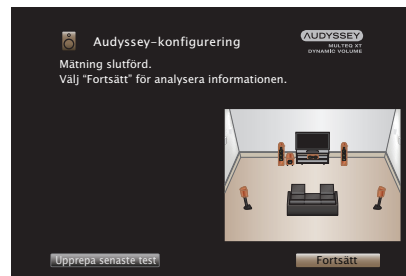 Audyssey-konfigurering
AUDYSSEY
MULTEQ XT
DYNAMIC VOLUME
Mätning slutförd.
Välj "Fortsätt" för analysera informationen.
Upprepa senaste test
Fortsätt